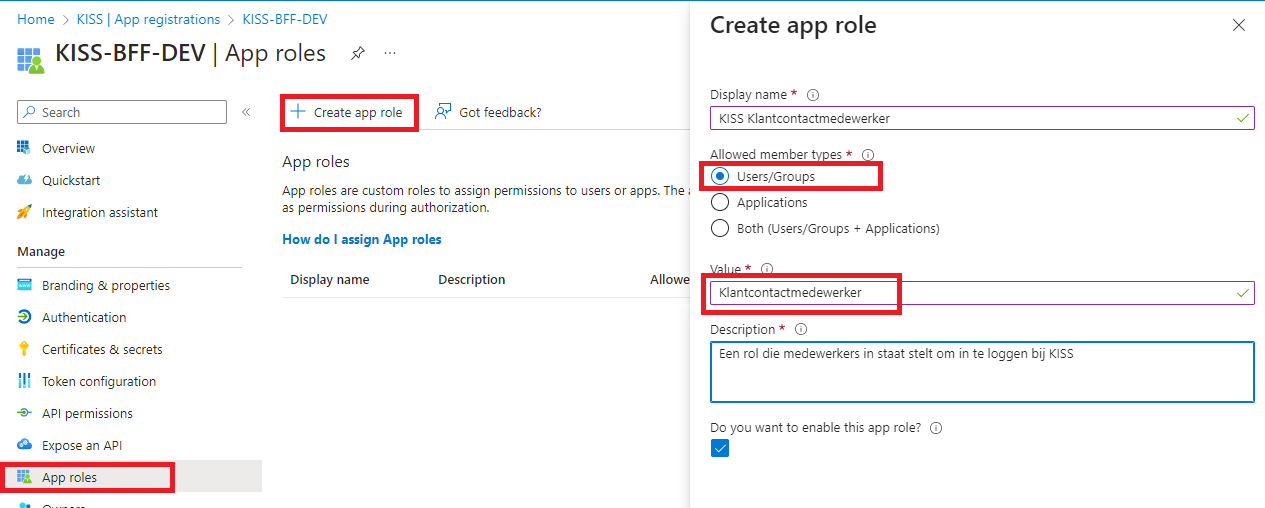 Home > KISS | App registrations > KISS-BFF-DEV
KISS-BFF-DEV | App roles
Search
Overview
Quickstart
Integration assistant
Manage
Branding & properties
Authentication
Certificates & secrets
Token configuration
API permissions
Expose an API
App roles
Create app role
Got feedback?
App roles
App roles are custom roles to assign permissions to users or apps. The
as permissions during authorization.
How do I assign App roles
Display name Description Allowe
Create app role
Display name *
KISS Klantcontactmedewerker
Allowed member types *
Users/Groups
Applications
Both (Users/Groups + Applications)
Value *
Klantcontactmedewerker
Description *
Een rol die medewerkers in staat stelt om in te loggen bij KISS
Do you want to enable this app role?